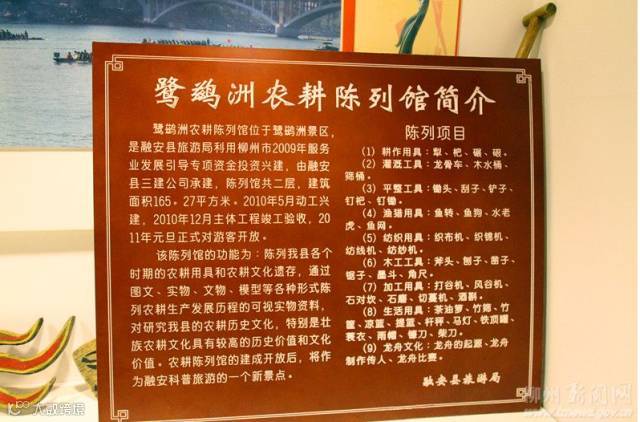 鹭鹚洲农耕陈列馆简介
鹭鹚洲农耕陈列馆位于鹭鹚洲景区，
是融安县旅游局利用柳州市2009年服务
业发展引导专项资金投资兴建，由融安
县三建公司承建，陈列馆共二层，建筑
面积165。27平方米。2010年5月动工兴
建，2010年12月主体工程竣工验收，20
11年元旦正式对游客开放。
该陈列馆的功能为：陈列我县各个
时期的农耕用具和农耕文化遗存，通过
图文、实物、文物、模型等各种形式陈
列农耕生产发展历程的可视实物资料，
对研究我县的农耕历史文化，特别是壮
族农耕文化具有较高的历史价值和文化
价值。农耕陈列馆的建成开放后，将作
为融安科普旅游的一个新景点。
陈列项目
(1) 耕作用具：犁、耙、碾、碬。
(2) 灌溉工具：龙骨车、木水桶、
筛桶。
(3) 平整工具：锄头、刮子、铲子、
钉耙、钉锄。
(4) 渔猎用具：鱼转、鱼狗、水老
虎、鱼网。
(5) 纺织用具：织布机、织锦机、
纺线机、纺纱机。
(6) 木工工具：斧头、刨子、凿子、
锯子、墨斗、角尺。
(7) 加工用具：打谷机、风谷机、
石对坎、石磨、切蔓机、酒甑。
(8) 生活用具：茶油箩、竹筛、竹
篮、凉篮、提篮、杆秤、马灯、铁顶罐、
蓑衣、雨帽、镰刀、柴刀。
(9) 龙舟文化：龙舟的起源、龙舟
制作传人、龙舟比赛。
融安县旅游局
柳州新闻网
大歌跨境